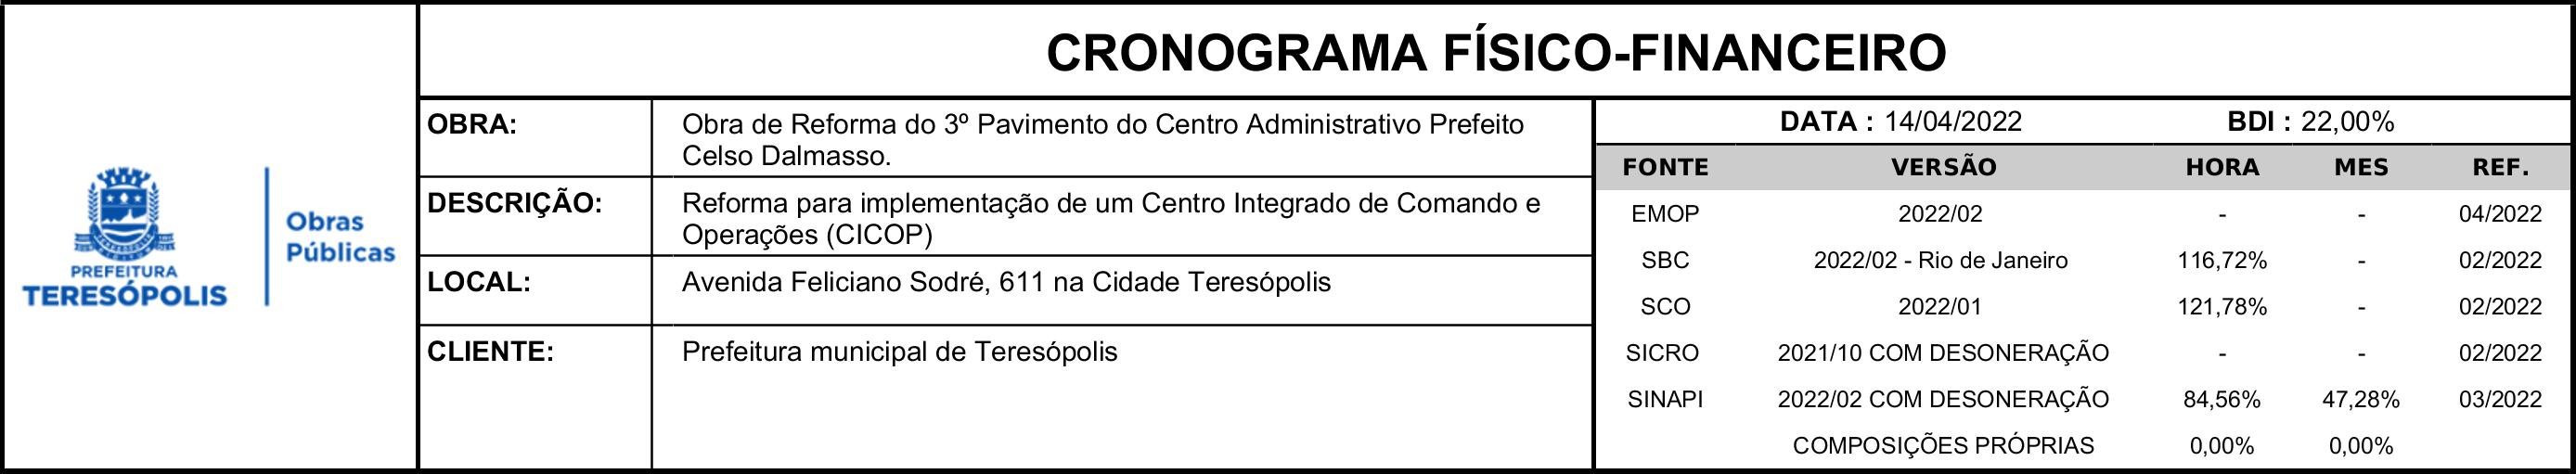 CRONOGRAMA FÍSICO-FINANCEIRO
PREFEITURA
TERESÓPOLIS
Obras
Públicas
OBRA:
Obra de Reforma do 3º Pavimento do Centro Administrativo Prefeito
Celso Dalmasso.
DESCRIÇÃO:
Reforma para implementação de um Centro Integrado de Comando e
Operações (CICOP)
LOCAL:
Avenida Feliciano Sodré, 611 na Cidade Teresópolis
CLIENTE:
Prefeitura municipal de Teresópolis
DATA : 14/04/2022 BDI : 22,00%
FONTE VERSÃO HORA MES REF.
EMOP 2022/02 - - 04/2022
SBC 2022/02 - Rio de Janeiro 116,72% - 02/2022
SCO 2022/01 121,78% - 02/2022
SICRO 2021/10 COM DESONERAÇÃO - - 02/2022
SINAPI 2022/02 COM DESONERAÇÃO 84,56% 47,28% 03/2022
COMPOSIÇÕES PRÓPRIAS 0,00% 0,00%